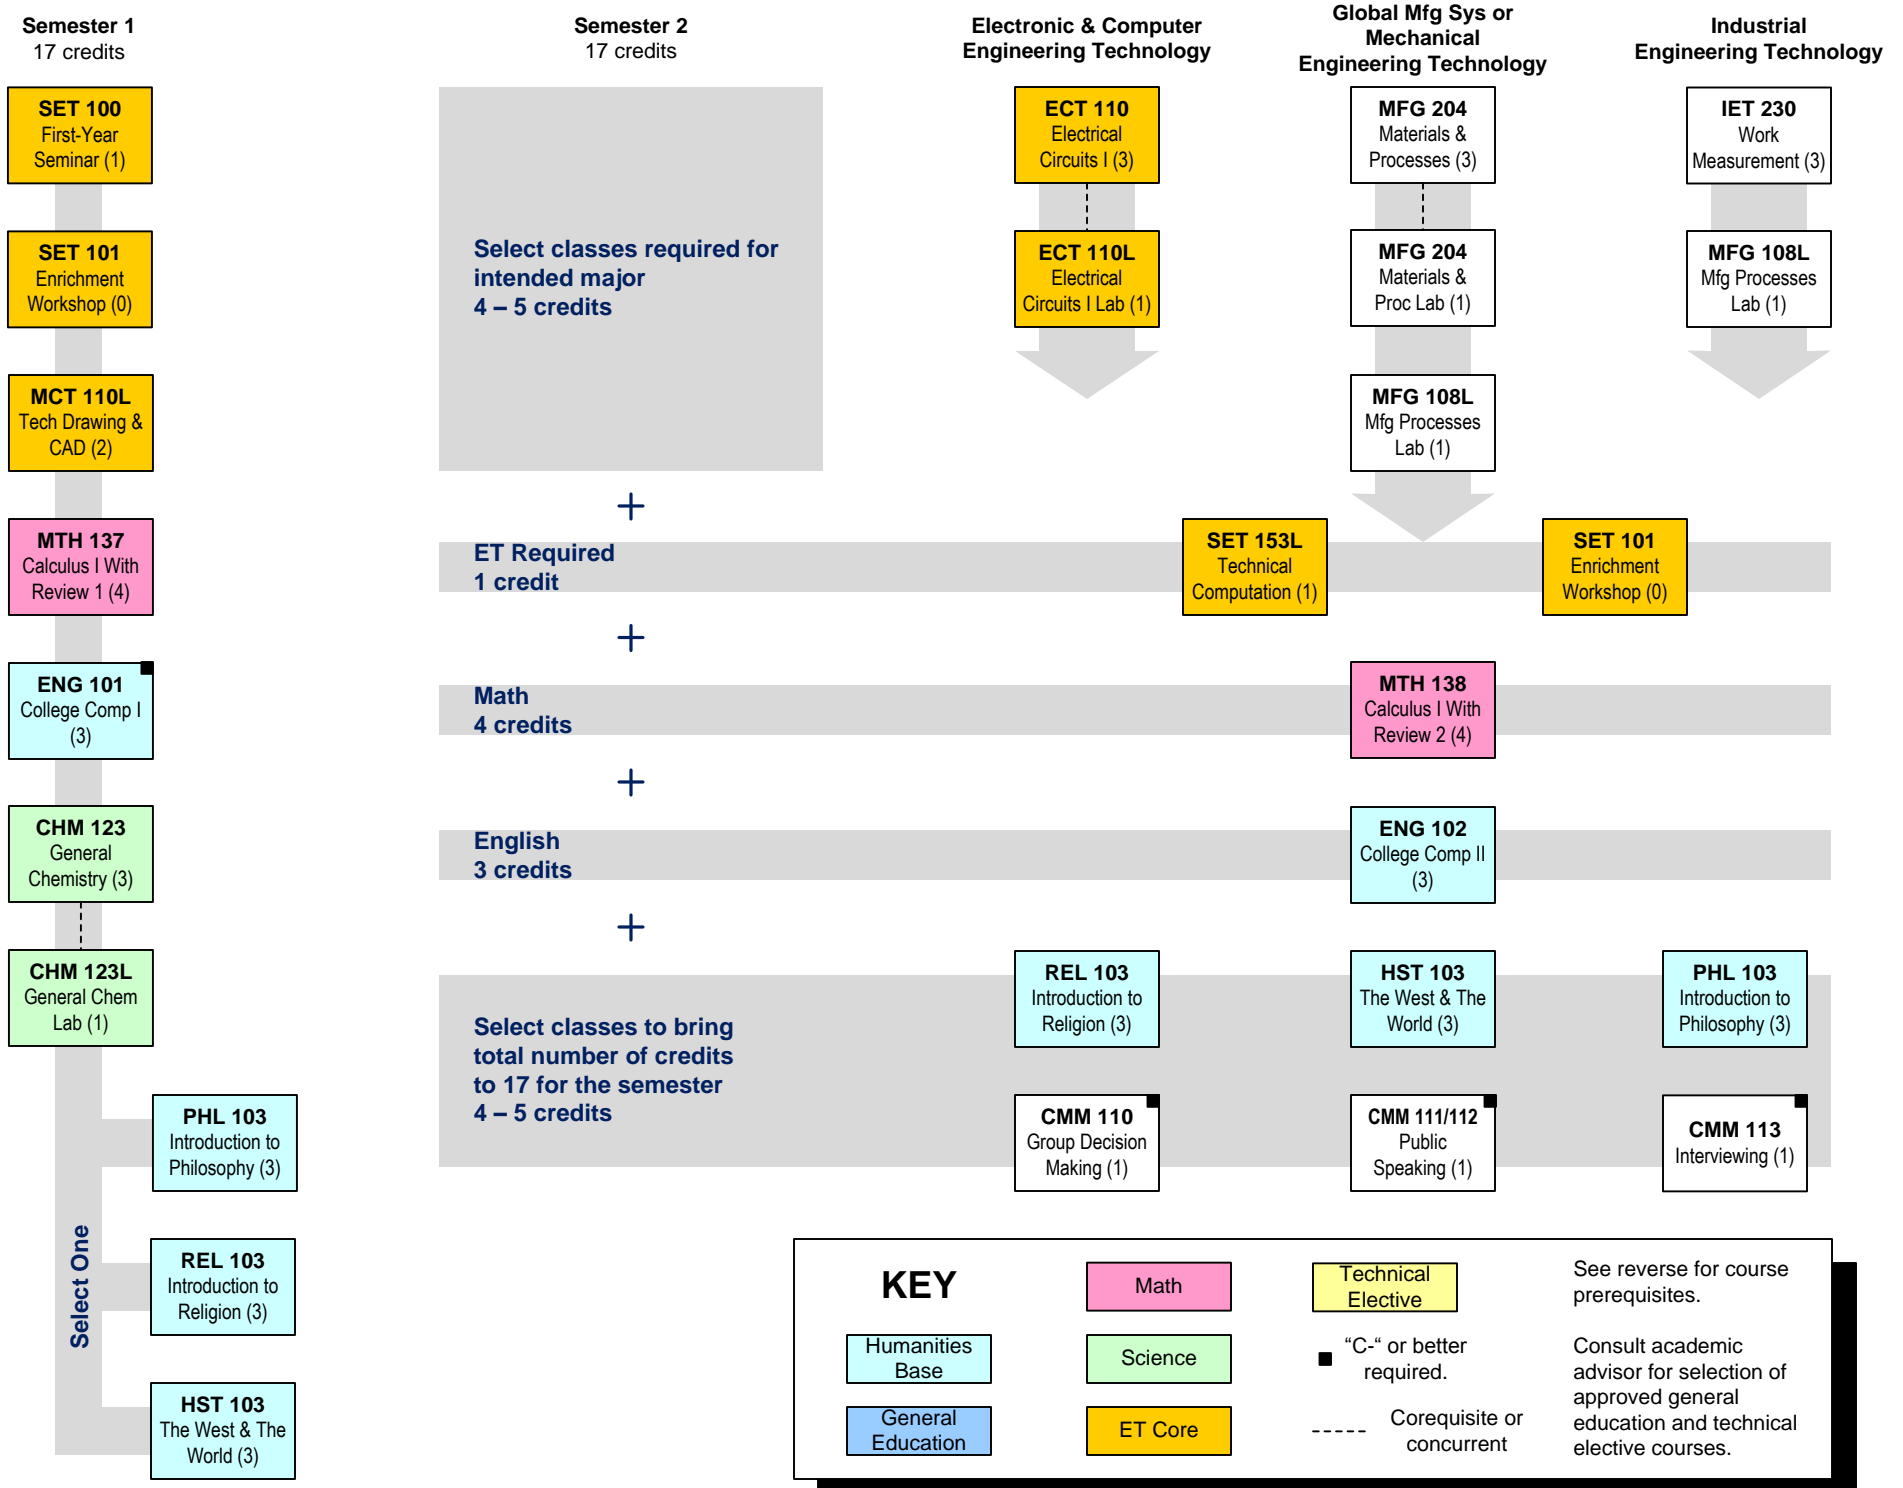 Semester 1
17 credits
SET 100
First-Year
Seminar (1)
SET 101
Enrichment
Workshop (0)
MCT 110L
Tech Drawing &
CAD (2)
MTH 137
Calculus I With
Review 1 (4)
ENG 101
College Comp I
(3)
CHM 123
General
Chemistry (3)
CHM 123L
General Chem
Lab (1)
Select One
PHL 103
Introduction to
Philosophy (3)
REL 103
Introduction to
Religion (3)
HST 103
The West & The
World (3)
Semester 2
17 credits
Select classes required for
intended major
4 – 5 credits
+
ET Required
1 credit
+
Math
4 credits
+
English
3 credits
+
Select classes to bring
total number of credits
to 17 for the semester
4 – 5 credits
Electronic & Computer
Engineering Technology
ECT 110
Electrical
Circuits I (3)
ECT 110L
Electrical
Circuits I Lab (1)
Global Mfg Sys or
Mechanical
Engineering Technology
MFG 204
Materials &
Processes (3)
MFG 204
Materials &
Proc Lab (1)
MFG 108L
Mfg Processes
Lab (1)
Industrial
Engineering Technology
IET 230
Work
Measurement (3)
MFG 108L
Mfg Processes
Lab (1)
SET 153L
Technical
Computation (1)
SET 101
Enrichment
Workshop (0)
MTH 138
Calculus I With
Review 2 (4)
ENG 102
College Comp II
(3)
REL 103
Introduction to
Religion (3)
HST 103
The West & The
World (3)
PHL 103
Introduction to
Philosophy (3)
CMM 110
Group Decision
Making (1)
CMM 111/112
Public
Speaking (1)
CMM 113
Interviewing (1)
KEY
Humanities
Base
General
Education
Math
Science
ET Core
Technical
Elective
“C-“ or better
required.
Corequisite or
concurrent
See reverse for course
prerequisites.
Consult academic
advisor for selection of
approved general
education and technical
elective courses.